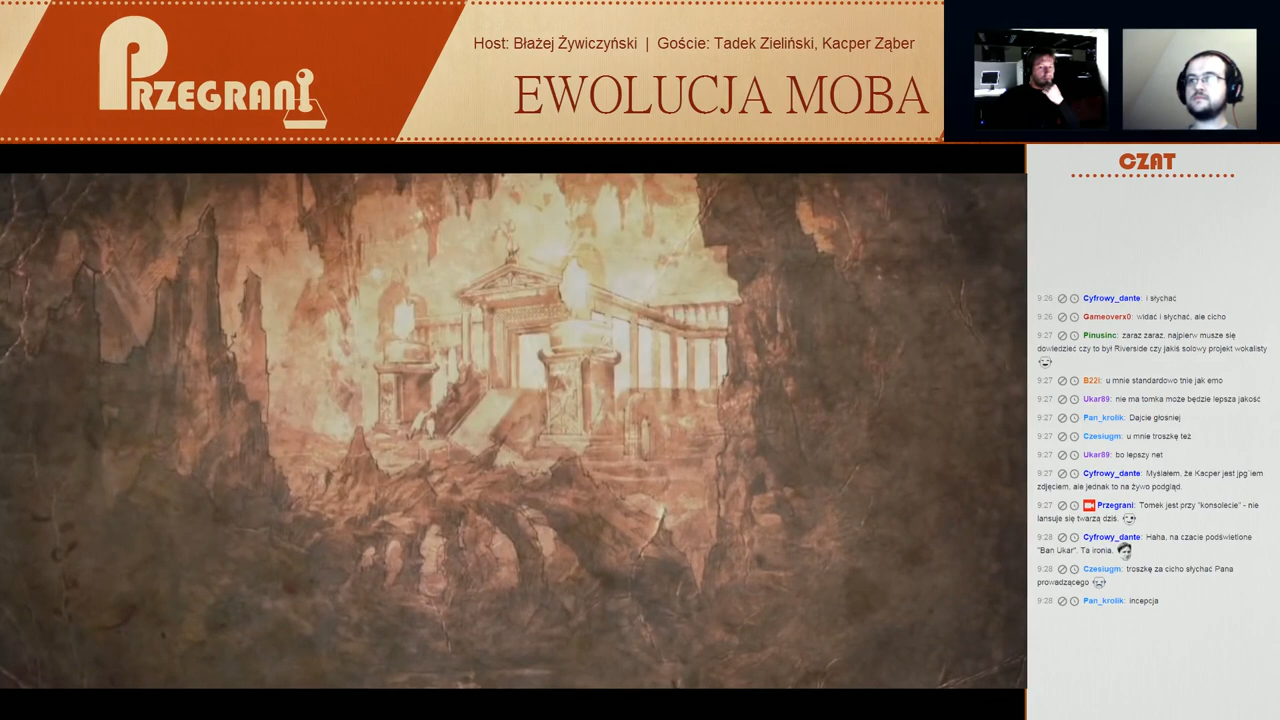 PRZEGRANI
Host: Błażej Żywiczyński | Goście: Tadek Zieliński, Kacper Ząber
EWOLUCJA MOBA
CZAT
9:26 Cyfrowy_dante: i słychać
9:26 Gameoverx0: widać i słychać, ale cicho
9:27 Pinusinc: zaraz zaraz, najpierw musze się
dowiedzieć czy to był Riverside czy jakiś solowy projekt wokalisty
9:27 B22i: u mnie standardowo tnie jak emo
9:27 Ukar89: nie ma tomka może będzie lepsza jakość
9:27 Pan_krolik: Dajcie głośniej
9:27 Czesiugm: u mnie troszkę też
9:27 Ukar89: bo lepszy net
9:27 Cyfrowy_dante: Myślałem, że Kacper jest jpg'iem
zdjęciem, ale jednak to na żywo podgląd.
9:27 Przegrani: Tomek jest przy "konsolecie" - nie
lansuje się twarzą dziś.
9:28 Cyfrowy_dante: Haha, na czacie podświetlone
"Ban Ukar". Ta ironia.
9:28 Czesiugm: troszkę za cicho słychać Pana
prowadzącego
9:28 Pan_krolik: incepcja